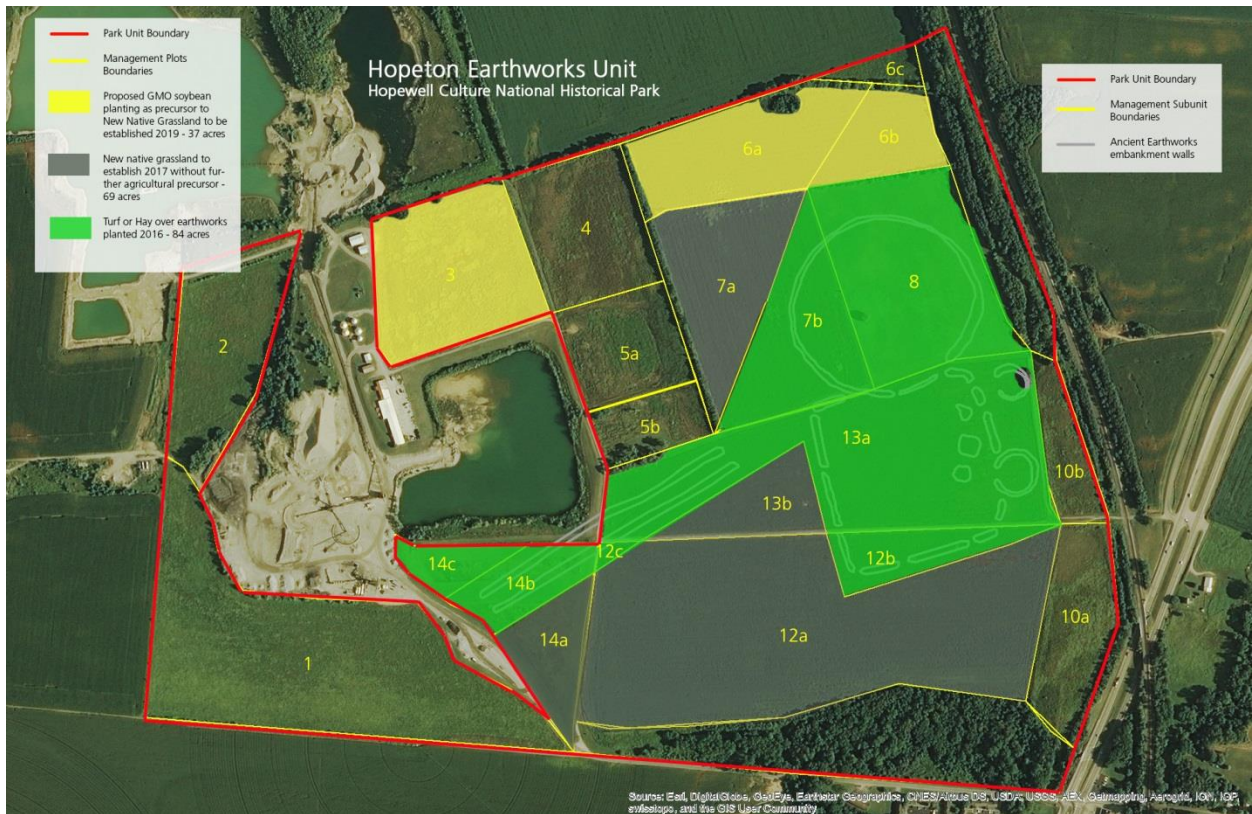 Park Unit Boundary
Management Plots
Boundaries
Proposed GMO soybean
planting as precursor to
New Native Grassland to be
established 2019 - 37 acres
New native grassland to
establish 2017 without fur-
ther agricultural precursor -
69 acres
Turf or Hay over earthworks
planted 2016 - 84 acres
Hopeton Earthworks Unit
Hopewell Culture National Historical Park
Park Unit Boundary
Management Subunit
Boundaries
Ancient Earthworks
embankment walls
6c
6a
6b
4
3
7a
8
7b
2
5a
5b
13a
10b
13b
12c
12b
14c
14b
10a
14a
12a
1
Source: Esri, DigitalGlobe, GeoEye, Earthstar Geographics, CNES/Airbus DS, USDA, USGS, AEX, Getmapping, Aerogrid, IGN, IGP,
swisstopo, and the GIS User Community